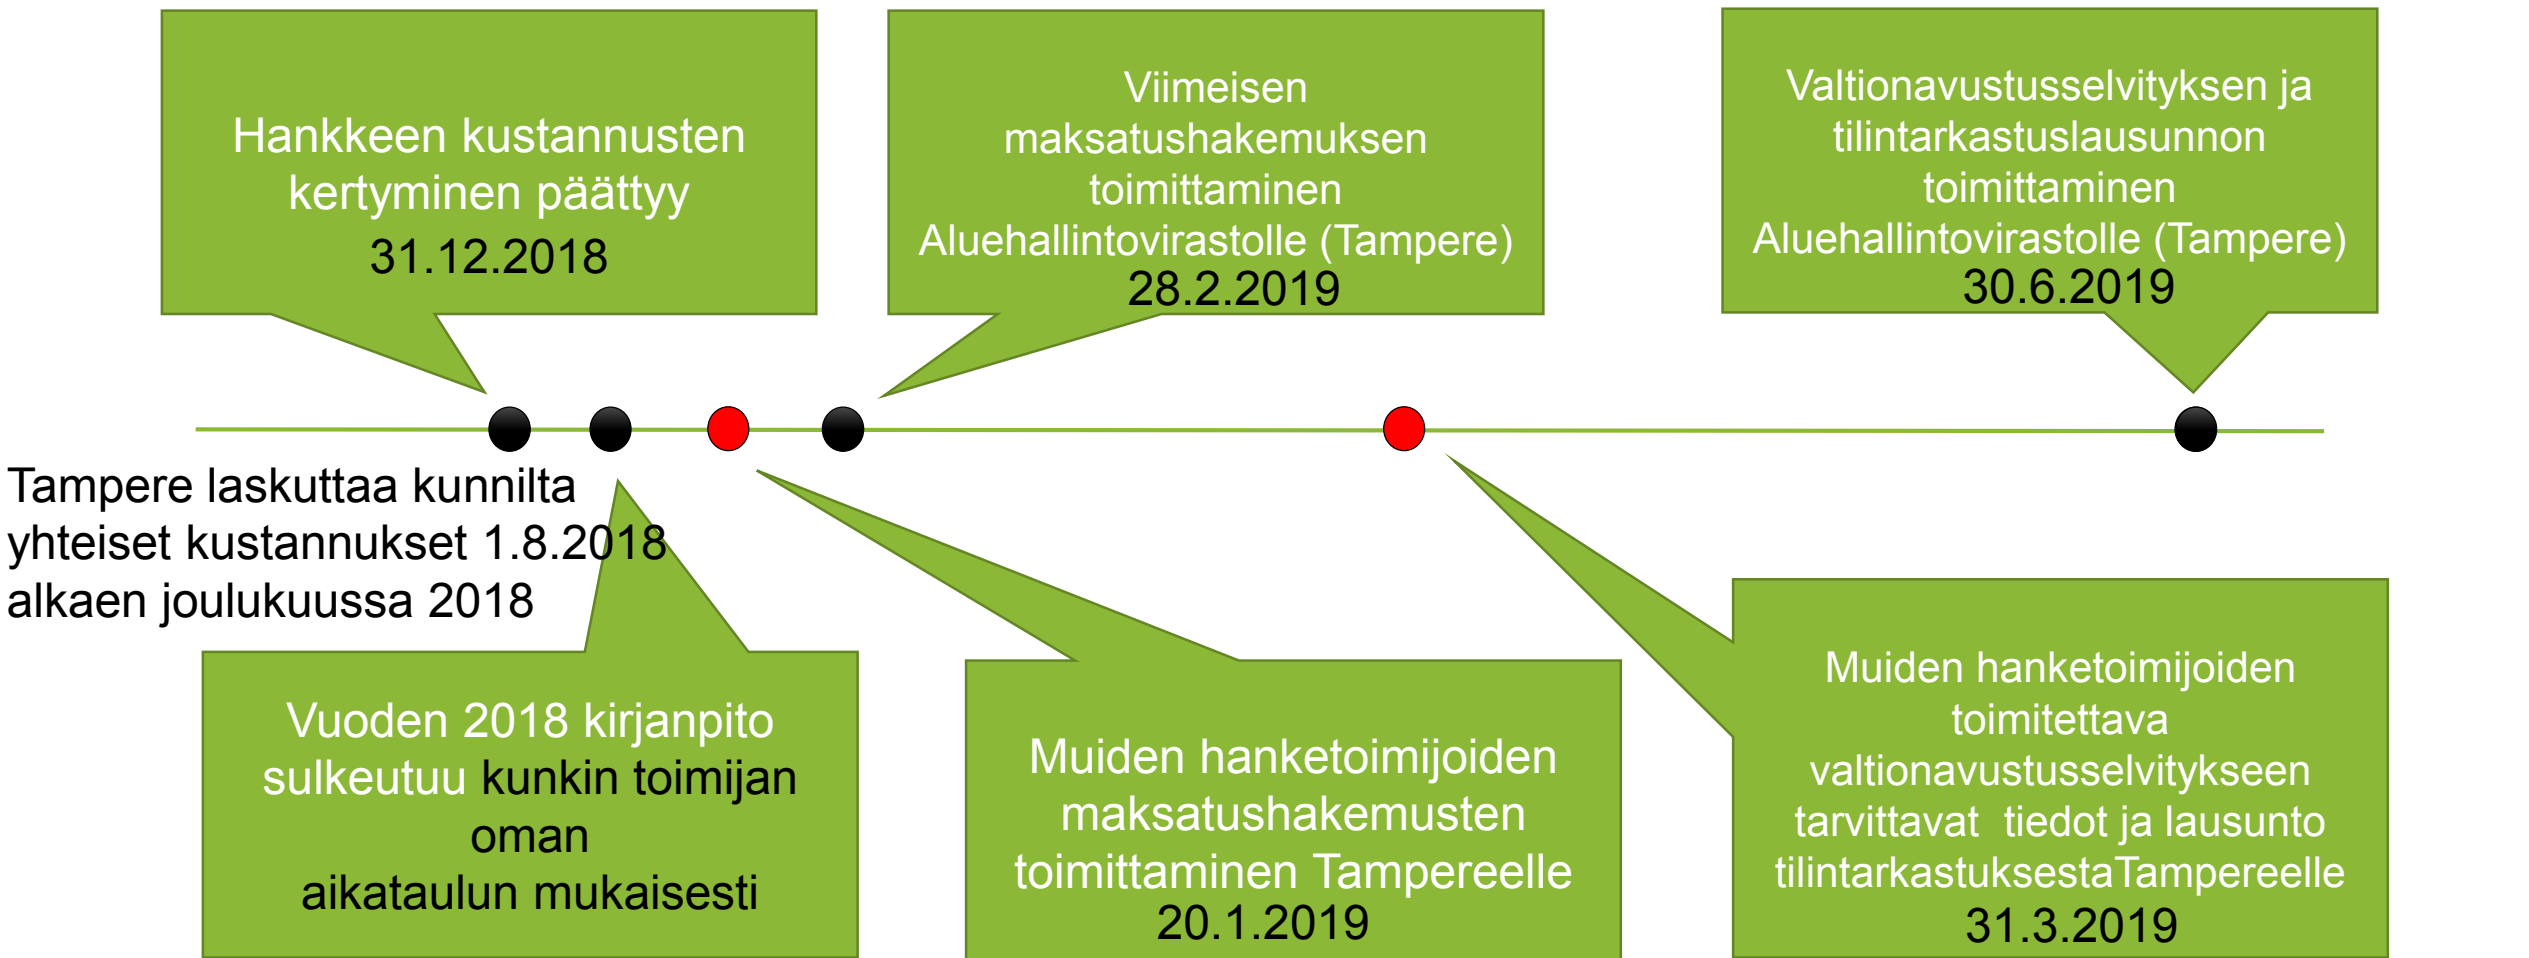 Hankkeen kustannusten
kertyminen päättyy
31.12.2018
Viimeisen
maksatushakemuksen
toimittaminen
Aluehallintovirastolle (Tampere)
28.2.2019
Valtionavustusselvityksen ja
tilintarkastuslausunnon
toimittaminen
Aluehallintovirastolle (Tampere)
30.6.2019
Tampere laskuttaa kunnilta
yhteiset kustannukset 1.8.2018
alkaen joulukuussa 2018
Vuoden 2018 kirjanpito
sulkeutuu kunkin toimijan
oman
aikataulun mukaisesti
Muiden hanketoimijoiden
maksatushakemusten
toimittaminen Tampereelle
20.1.2019
Muiden hanketoimijoiden
toimitettava
valtionavustusselvitykseen
tarvittavat  tiedot ja lausunto
tilintarkastuksestaTampereelle
31.3.2019